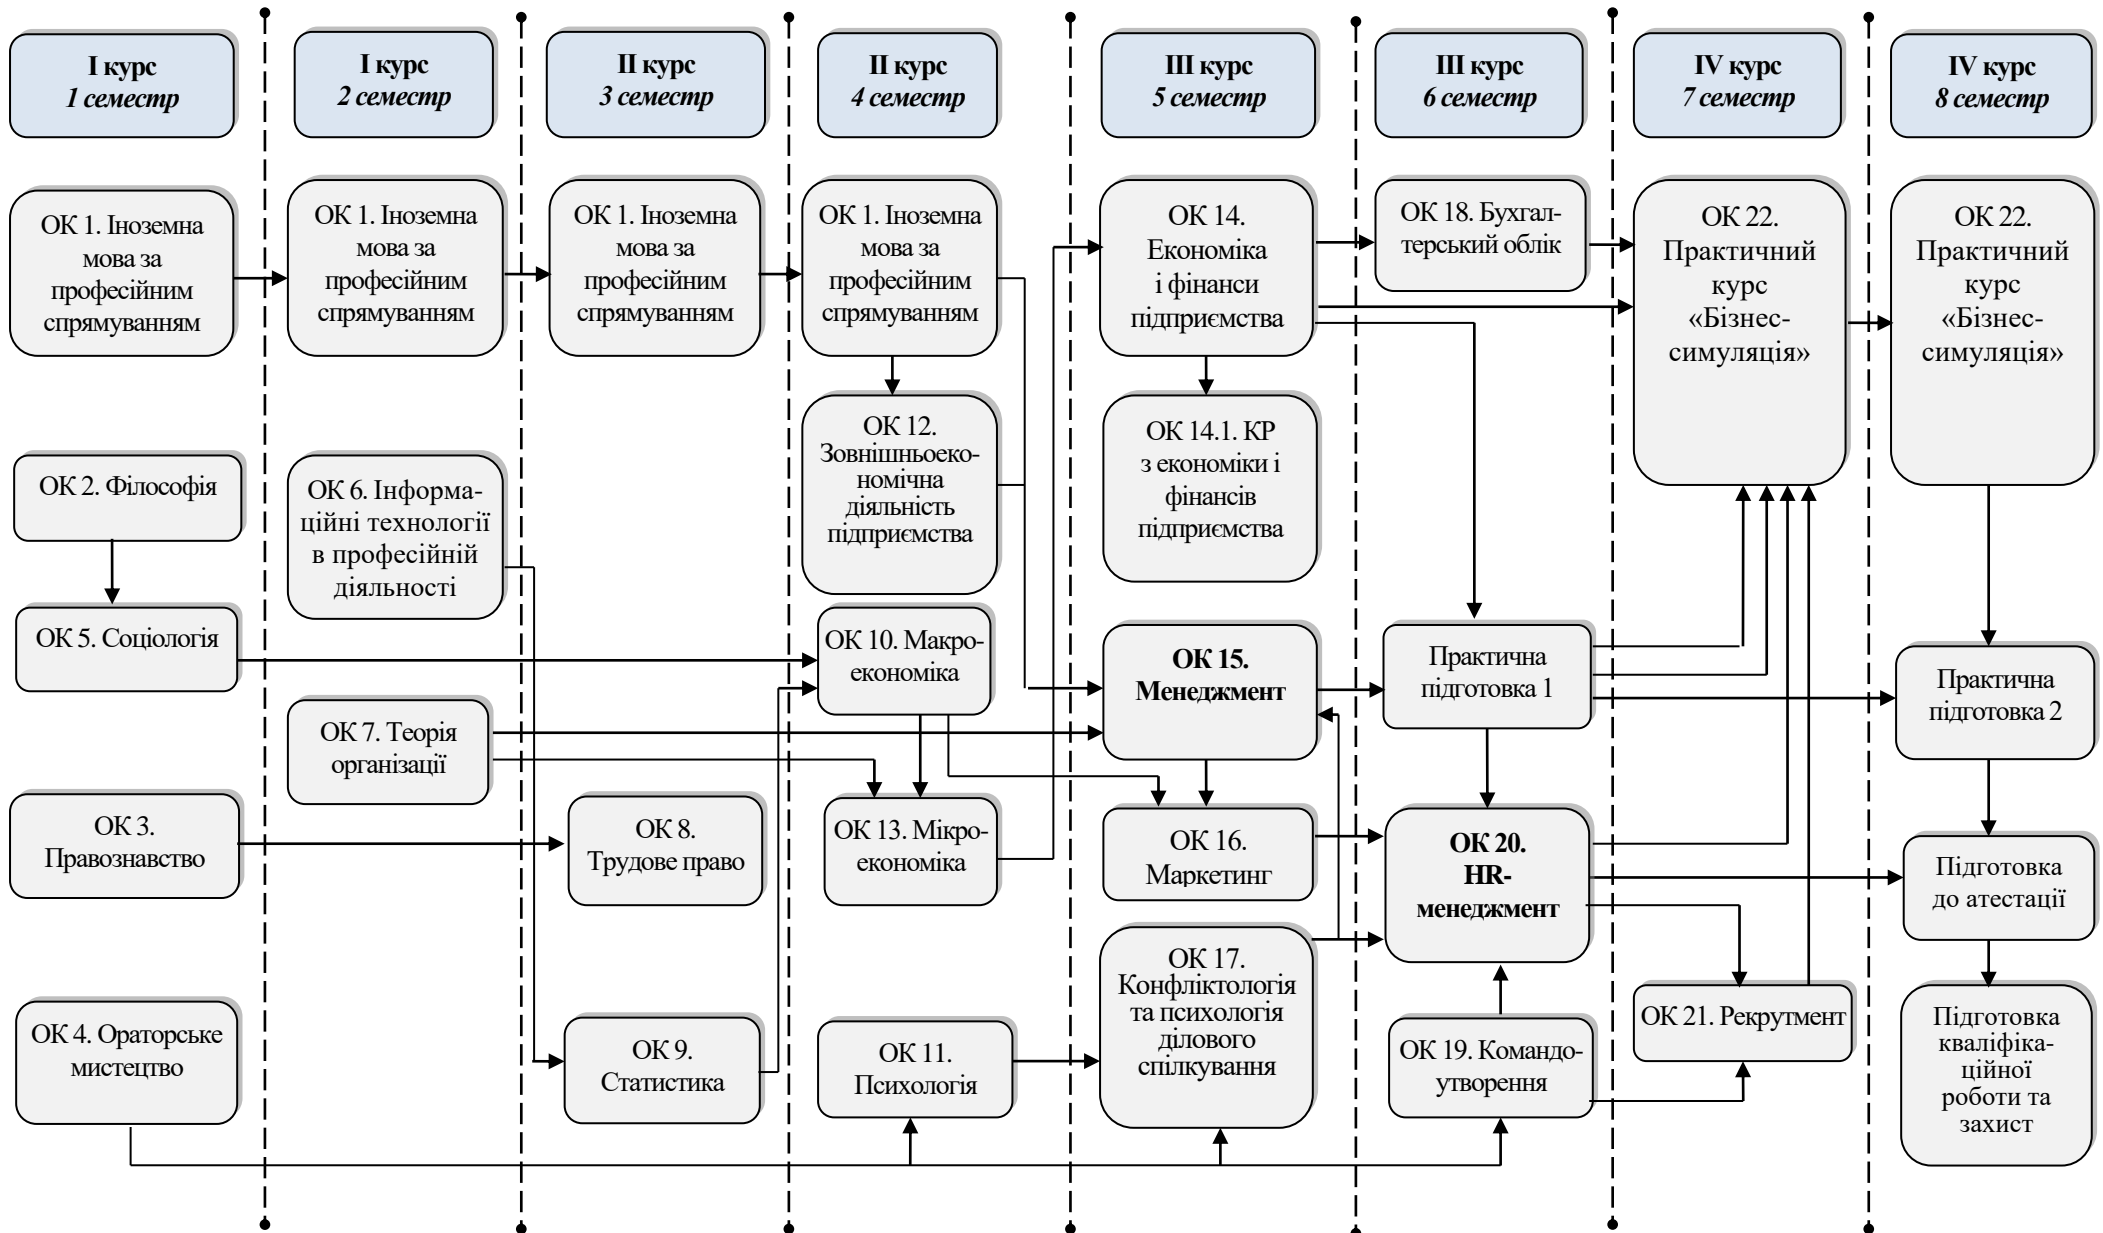 I курс
1 семестр
I курс
2 семестр
II курс
3 семестр
II курс
4 семестр
III курс
5 семестр
III курс
6 семестр
IV курс
7 семестр
IV курс
8 семестр
ОК 1. Іноземна
мова за
професійним
спрямуванням
ОК 2. Філософія
ОК 5. Соціологія
ОК 3.
Правознавство
ОК 4. Ораторське
мистецтво
ОК 1. Іноземна
мова за
професійним
спрямуванням
ОК 6. Інформа-
ційні технології
в професійній
діяльності
ОК 7. Теорія
організації
ОК 1. Іноземна
мова за
професійним
спрямуванням
ОК 8.
Трудове право
ОК 9.
Статистика
ОК 1. Іноземна
мова за
професійним
спрямуванням
ОК 12.
Зовнішньоеко-
номічна
діяльність
підприємства
ОК 10. Макро-
економіка
ОК 13. Мікро-
економіка
ОК 11.
Психологія
ОК 14.
Економіка
і фінанси
підприємства
ОК 14.1. КР
з економіки і
фінансів
підприємства
ОК 15.
Менеджмент
ОК 16.
Маркетинг
ОК 17.
Конфліктологія
та психологія
ділового
спілкування
ОК 18. Бухгал-
терський облік
Практична
підготовка 1
ОК 20.
HR-
менеджмент
ОК 19. Командо-
утворення
ОК 22.
Практичний
курс
«Бізнес-
симуляція»
ОК 21. Рекрутмент
ОК 22.
Практичний
курс
«Бізнес-
симуляція»
Практична
підготовка 2
Підготовка
до атестації
Підготовка
кваліфіка-
ційної
роботи та
захист